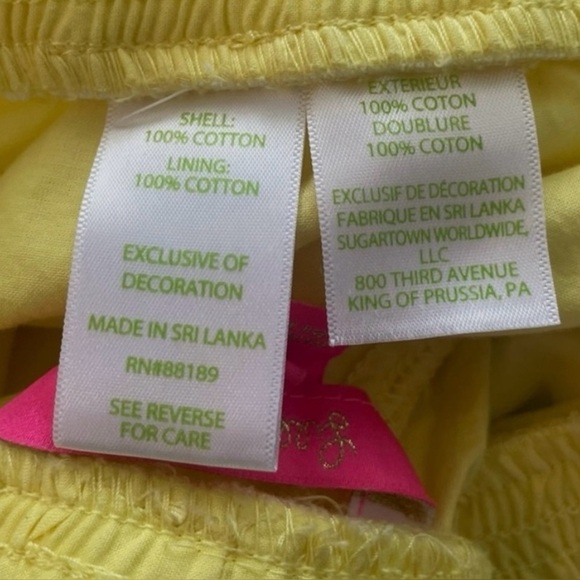 SHELL:
100% COTTON
LINING:
100% COTTON
EXCLUSIVE OF
DECORATION
MADE IN SRI LANKA
RN#88189
SEE REVERSE
FOR CARE
EXTERIEUR
100% COTON
DOUBLURE
100% COTON
EXCLUSIF DE DÉCORATION
FABRIQUE EN SRI LANKA
SUGARTOWN WORLDWIDE,
LLC
800 THIRD AVENUE
KING OF PRUSSIA, PA